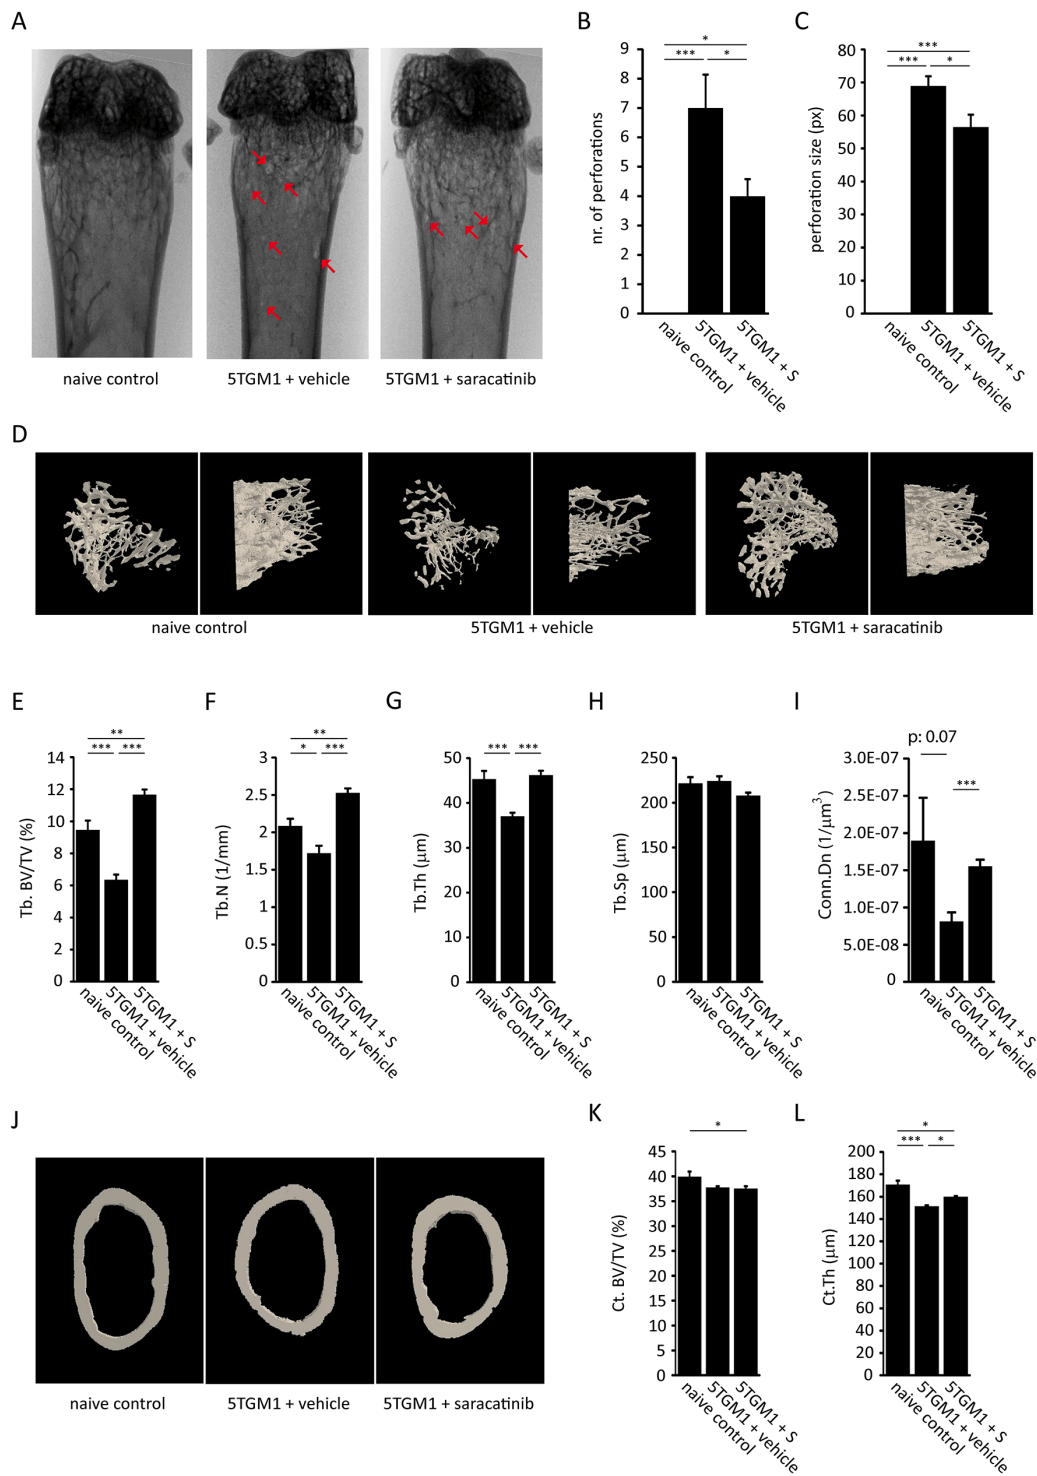 A
B
C
nr. of perforations
9
8
7
6
5
4
3
2
1
0
*
***
*
naive control
5TGM1 + vehicle
5TGM1 + S
perforation size (px)
80
70
60
50
40
30
20
10
0
***
***
*
naive control
5TGM1 + vehicle
5TGM1 + S
naive control
5TGM1 + vehicle
5TGM1 + saracatinib
D
naive control
5TGM1 + vehicle
5TGM1 + saracatinib
E
F
G
H
I
Tb. BV/TV (%)
14
12
10
8
6
4
2
0
**
***
***
naive control
5TGM1 + vehicle
5TGM1 + S
Tb.N (1/mm)
3
2.5
2
1.5
1
0.5
0
**
*
***
naive control
5TGM1 + vehicle
5TGM1 + S
Tb.Th (μm)
50
40
30
20
10
0
***
***
naive control
5TGM1 + vehicle
5TGM1 + S
Tb.Sp (μm)
250
200
150
100
50
0
naive control
5TGM1 + vehicle
5TGM1 + S
Conn.Dn (1/μm³)
p: 0.07
3.0E-07
2.5E-07
2.0E-07
1.5E-07
1.0E-07
5.0E-08
0
***
naive control
5TGM1 + vehicle
5TGM1 + S
J
K
L
naive control
5TGM1 + vehicle
5TGM1 + saracatinib
Ct. BV/TV (%)
45
40
35
30
25
20
15
10
5
0
*
naive control
5TGM1 + vehicle
5TGM1 + S
Ct.Th (μm)
200
180
160
140
120
100
80
60
40
20
0
*
***
*
naive control
5TGM1 + vehicle
5TGM1 + S